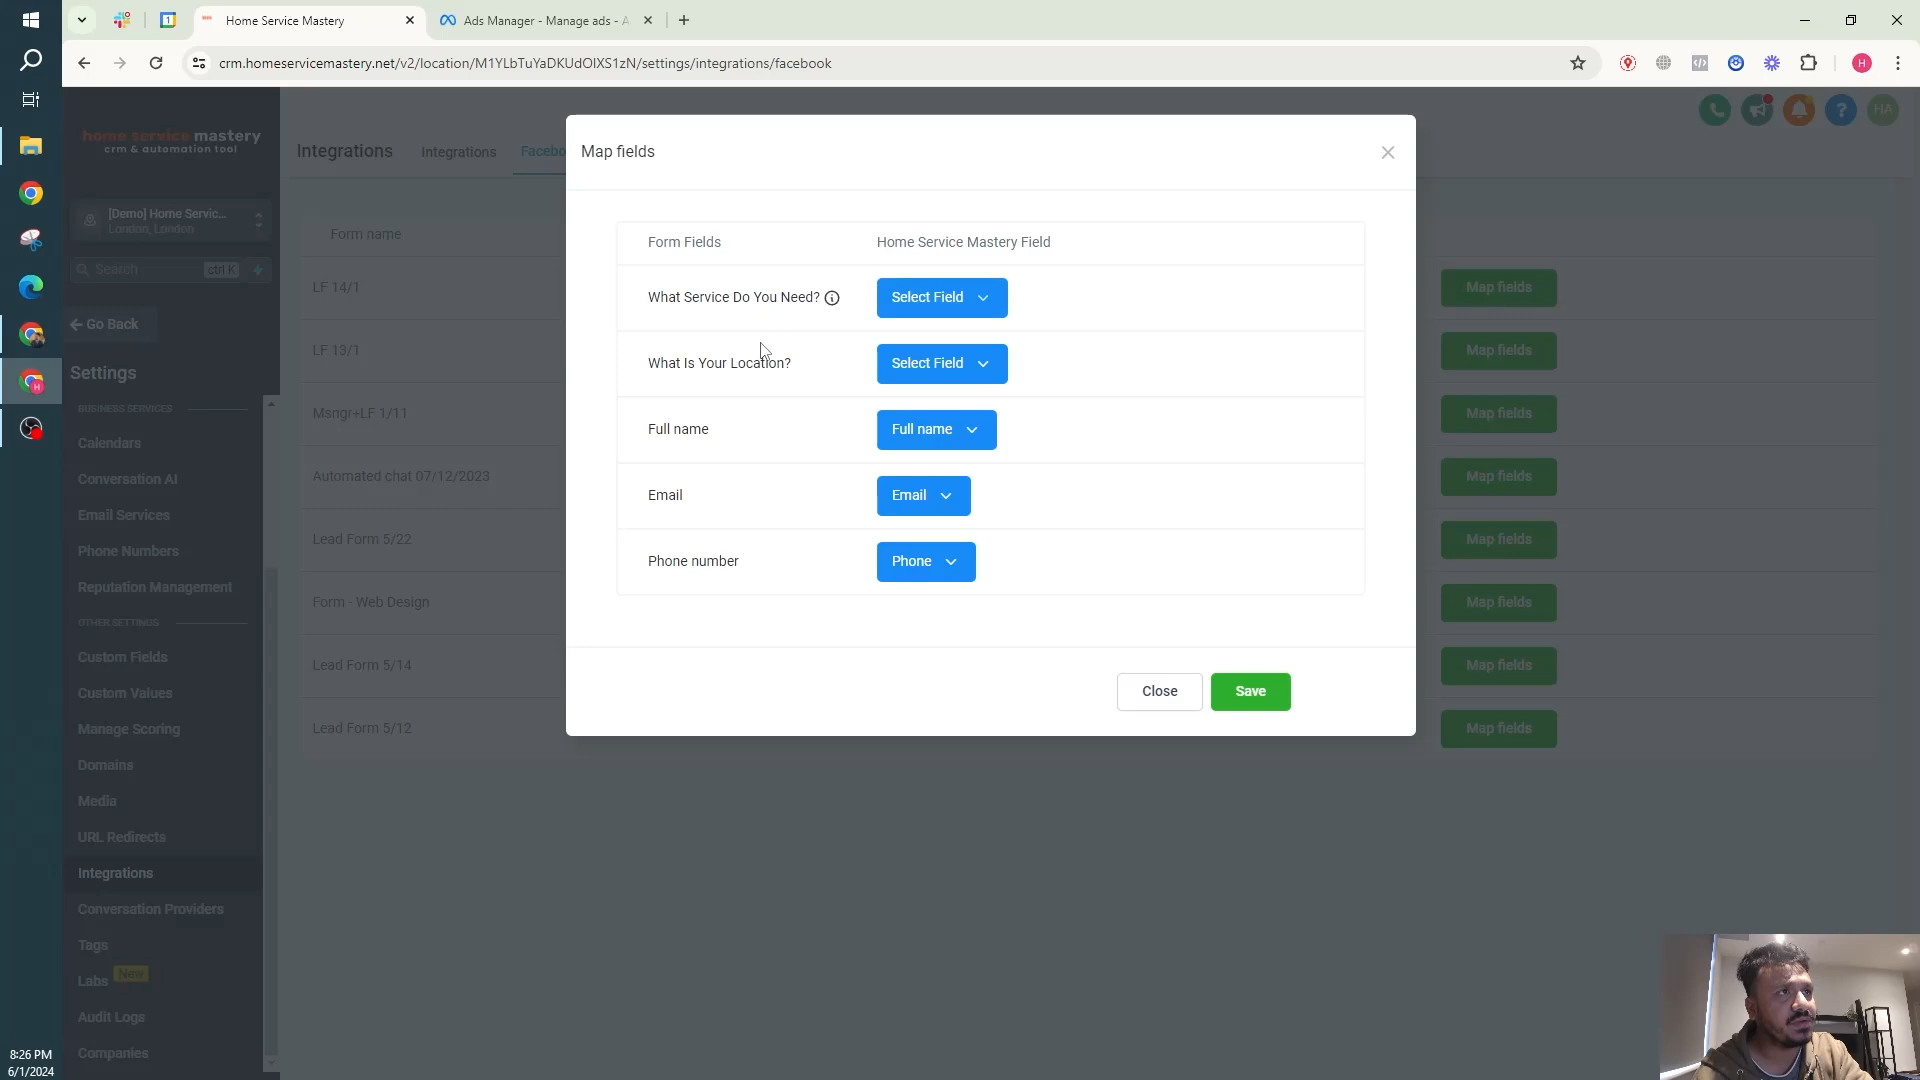 Home Service Mastery
Ads Manager - Manage ads - A
crm.homeservicemastery.net/v2/location/M1YLbTuYaDKUdOlXS1zN/settings/integrations/facebook
H
home service mastery
crm & automation tool
Integrations
Integrations
Facebo
HA
[Demo] Home Servic...
London, London
Search
ctrl K
Go Back
Settings
BUSINESS SERVICES
Calendars
Conversation AI
Email Services
Phone Numbers
Reputation Management
OTHER SETTINGS
Custom Fields
Custom Values
Manage Scoring
Domains
Media
URL Redirects
Integrations
Conversation Providers
Tags
Labs
New
Audit Logs
Companies
Form name
LF 14/1
Map fields
LF 13/1
Map fields
Msngr+LF 1/11
Map fields
Automated chat 07/12/2023
Map fields
Lead Form 5/22
Map fields
Form - Web Design
Map fields
Lead Form 5/14
Map fields
Lead Form 5/12
Map fields
Map fields
Form Fields
Home Service Mastery Field
What Service Do You Need?
Select Field
What Is Your Location?
Select Field
Full name
Full name
Email
Email
Phone number
Phone
Close
Save
8:26 PM
6/1/2024